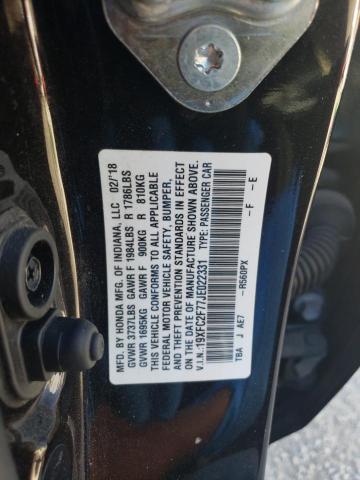 MFD. BY HONDA MFG. OF INDIANA, LLC 02/'18
GVWR 3737LBS GAWR F 1984LBS R 1786LBS
GVWR 1695KG GAWR F 900KG R 810KG
THIS VEHICLE CONFORMS TO ALL APPLICABLE
FEDERAL MOTOR VEHICLE SAFETY, BUMPER,
AND THEFT PREVENTION STANDARDS IN EFFECT
ON THE DATE OF MANUFACTURE SHOWN ABOVE.
V.I.N.: 19XFC2F77JE022331 TYPE: PASSENGER CAR
-F -E
-R560PX
TBA J AE7